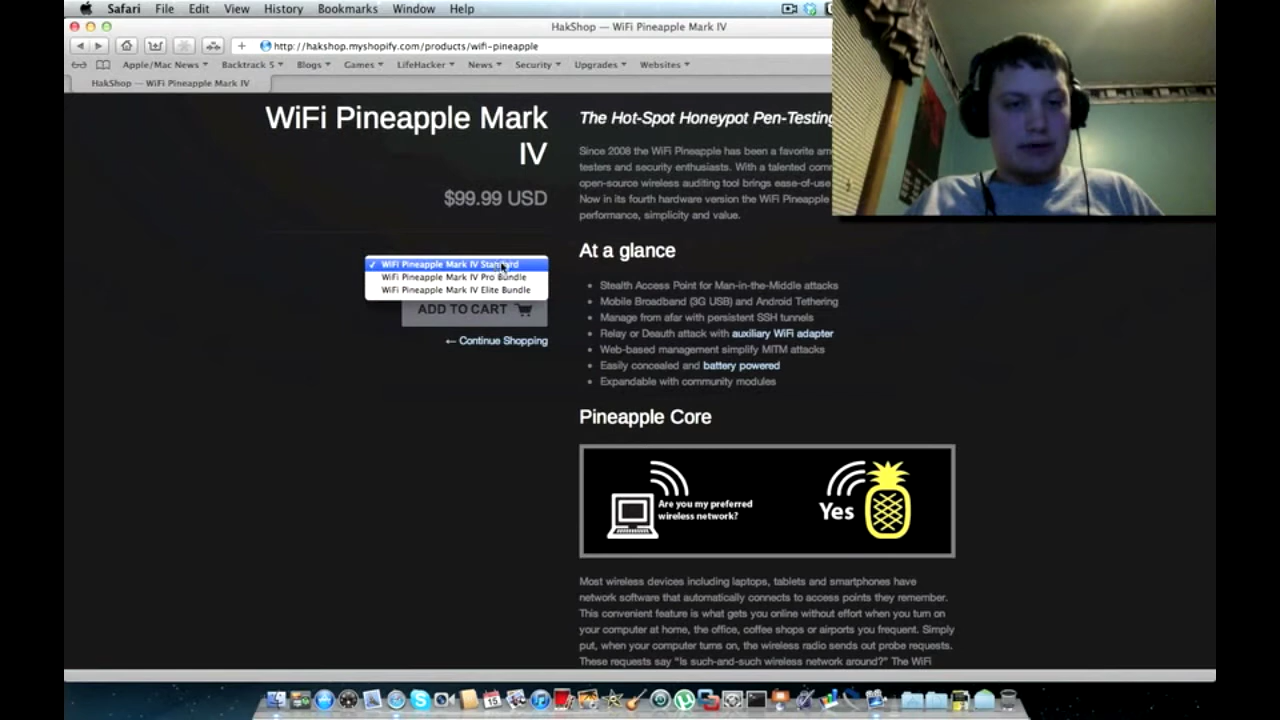 Safari File Edit View History Bookmarks Window Help
HakShop — WiFi Pineapple Mark IV
http://hakshop.myshopify.com/products/wifi-pineapple
Apple/Mac News Backtrack 5 Blogs Games LifeHacker News Security Upgrades Websites
HakShop — WiFi Pineapple Mark IV
WiFi Pineapple Mark
IV
$99.99 USD
✓ WiFi Pineapple Mark IV Standard
WiFi Pineapple Mark IV Pro Bundle
WiFi Pineapple Mark IV Elite Bundle
ADD TO CART
← Continue Shopping
The Hot-Spot Honeypot Pen-Testing
Since 2008 the WiFi Pineapple has been a favorite
testers and security enthusiasts. With a talented
open-source wireless auditing tool brings ease-of-use
Now in its fourth hardware version the WiFi Pineapple
performance, simplicity and value.
At a glance
• Stealth Access Point for Man-in-the-Middle attacks
• Mobile Broadband (3G USB) and Android Tethering
• Manage from afar with persistent SSH tunnels
• Relay or Deauth attack with auxiliary WiFi adapter
• Web-based management simplify MITM attacks
• Easily concealed and battery powered
• Expandable with community modules
Pineapple Core
Are you my preferred
wireless network?
Yes
Most wireless devices including laptops, tablets and smartphones have
network software that automatically connects to access points they remember.
This convenient feature is what gets you online without effort when you turn on
your computer at home, the office, coffee shops or airports you frequent. Simply
put, when your computer turns on, the wireless radio sends out probe requests.
These requests say "Is such-and-such wireless network around?" The WiFi
15